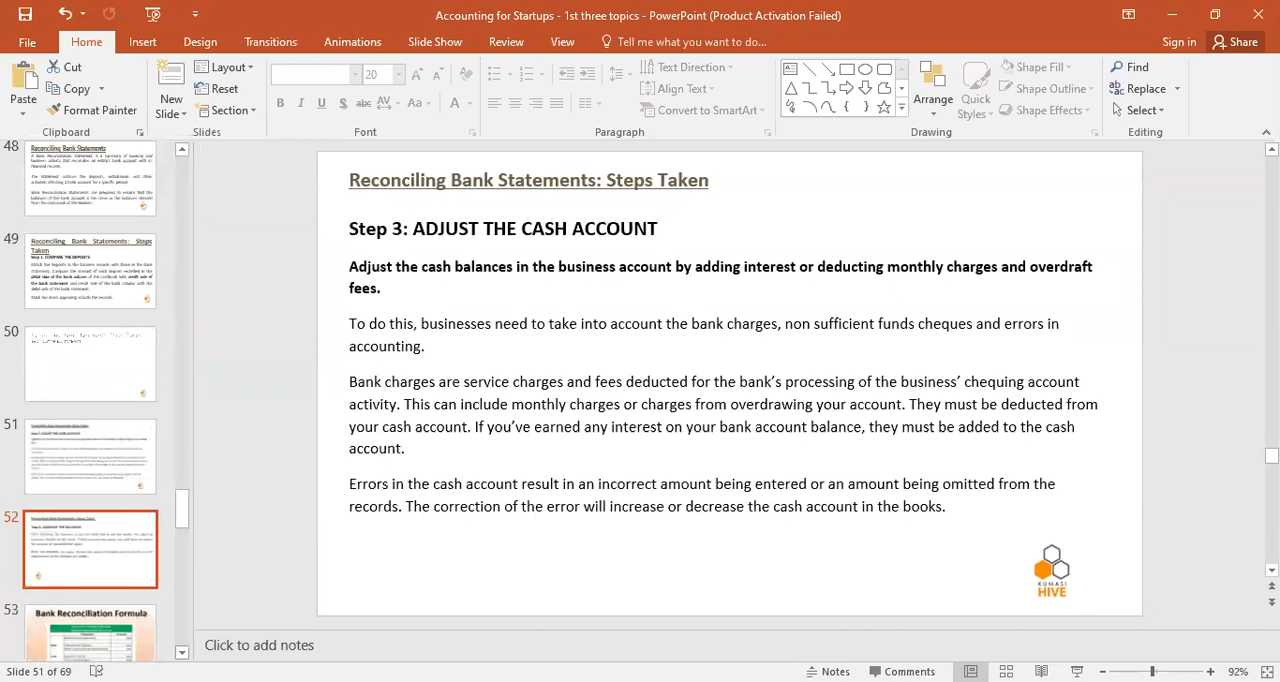 Accounting for Startups - 1st three topics - PowerPoint (Product Activation Failed)
File Home Insert Design Transitions Animations Slide Show Review View Tell me what you want to do... Sign in Share
Paste
Cut
Copy
Format Painter
Clipboard
New
Slide
Layout
Reset
Section
Slides
20
B I U S abc AV Aa A
Font
Text Direction
Align Text
Convert to SmartArt
Paragraph
Arrange
Quick
Styles
Shape Fill
Shape Outline
Shape Effects
Drawing
Find
Replace
Select
Editing
48
Reconciling Bank Statements
49
Reconciling Bank Statements: Steps
Taken
50
51
52
53
Bank Reconciliation Formula
Reconciling Bank Statements: Steps Taken
Step 3: ADJUST THE CASH ACCOUNT
Adjust the cash balances in the business account by adding interest or deducting monthly charges and overdraft
fees.
To do this, businesses need to take into account the bank charges, non sufficient funds cheques and errors in
accounting.
Bank charges are service charges and fees deducted for the bank's processing of the business' chequing account
activity. This can include monthly charges or charges from overdrawing your account. They must be deducted from
your cash account. If you've earned any interest on your bank account balance, they must be added to the cash
account.
Errors in the cash account result in an incorrect amount being entered or an amount being omitted from the
records. The correction of the error will increase or decrease the cash account in the books.
KUMASI
HIVE
Click to add notes
Slide 51 of 69
Notes Comments 92%